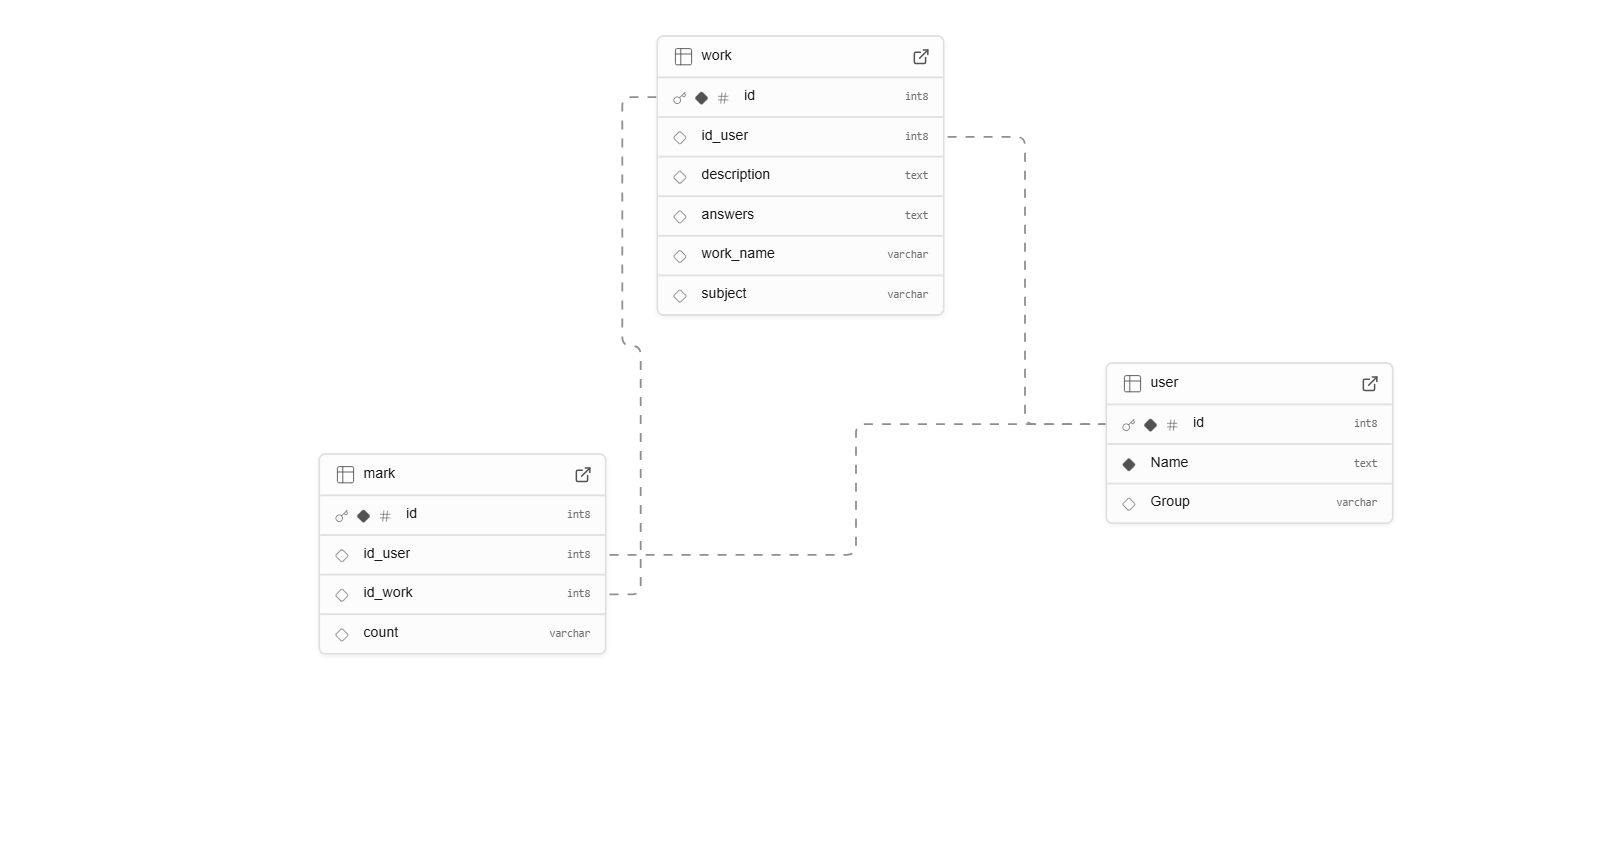 work
# id int8
id_user int8
description text
answers text
work_name varchar
subject varchar
user
# id int8
Name text
Group varchar
mark
# id int8
id_user int8
id_work int8
count varchar